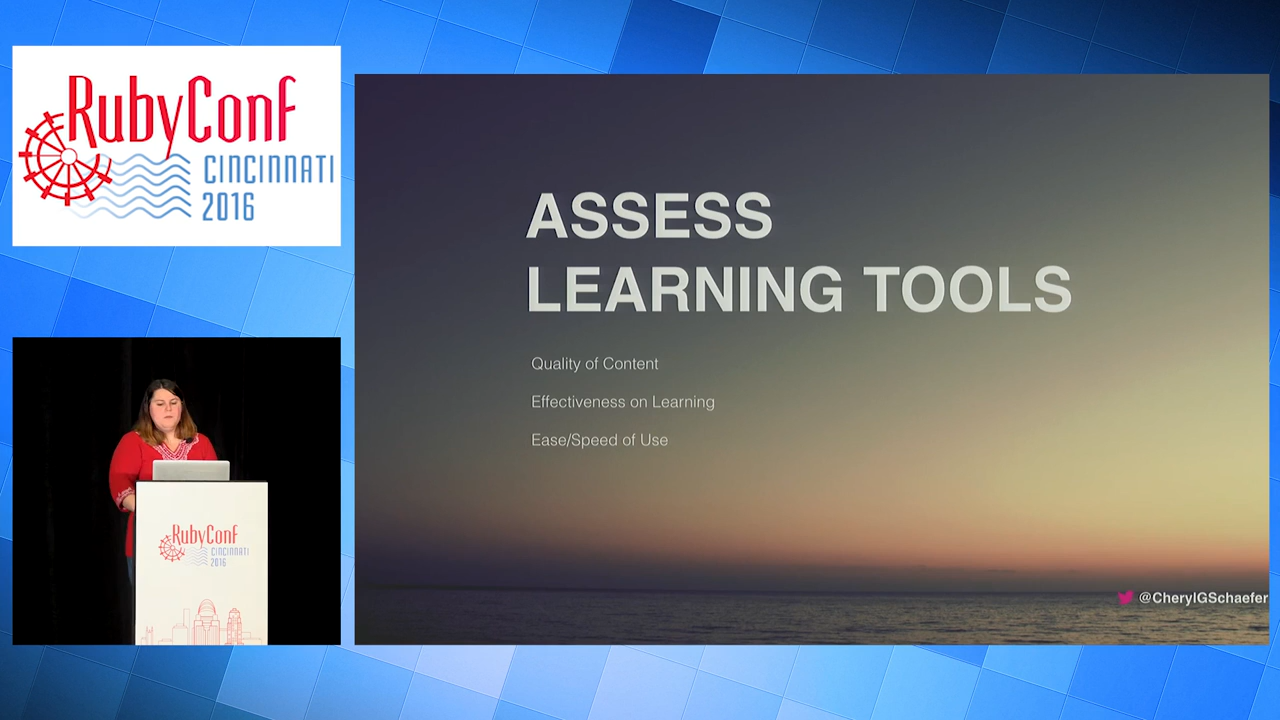 RubyConf
CINCINNATI
2016
ASSESS
LEARNING TOOLS
Quality of Content
Effectiveness on Learning
Ease/Speed of Use
@CherylGSchaefer
RubyConf
CINCINNATI
2016